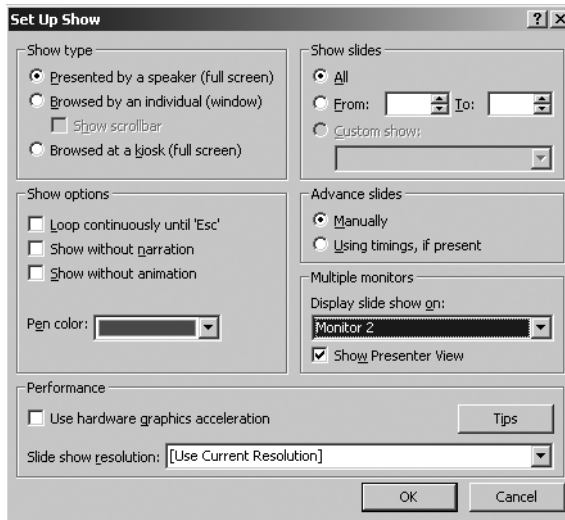 Set Up Show
Show type
Presented by a speaker (full screen)
Browsed by an individual (window)
Show scrollbar
Browsed at a kiosk (full screen)
Show slides
All
From: To:
Custom show:
Show options
Loop continuously until 'Esc'
Show without narration
Show without animation
Pen color:
Advance slides
Manually
Using timings, if present
Multiple monitors
Display slide show on:
Monitor 2
Show Presenter View
Performance
Use hardware graphics acceleration
Tips
Slide show resolution: [Use Current Resolution]
OK Cancel